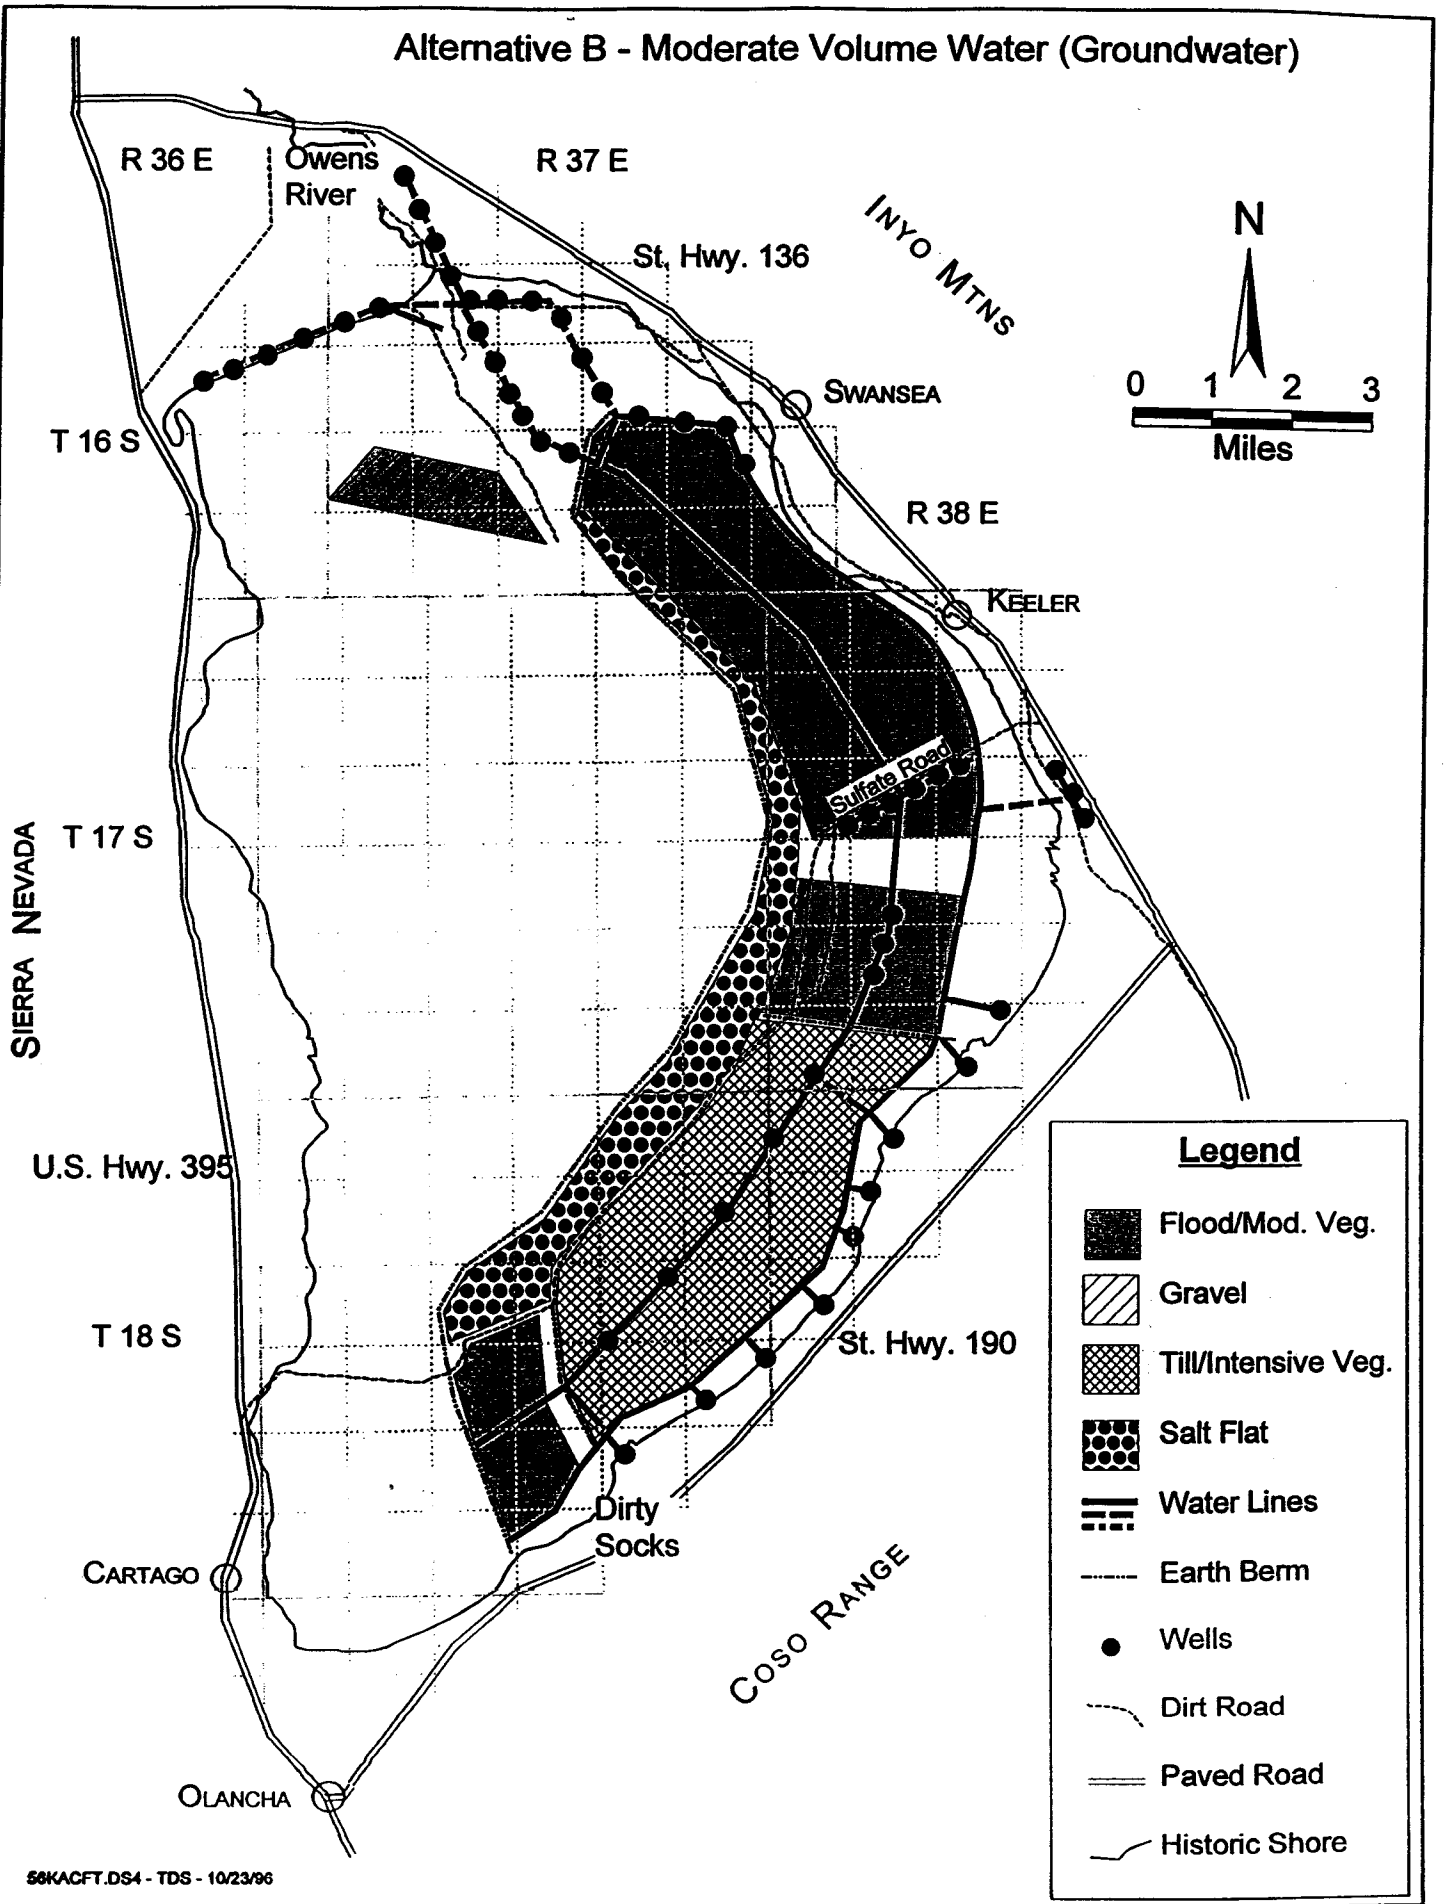 Alternative B - Moderate Volume Water (Groundwater)
R 36 E
Owens
River
R 37 E
INYO MTNS
N
St. Hwy. 136
0 1 2 3
Miles
SWANSEA
T 16 S
R 38 E
KEELER
Sulfate Road
T 17 S
SIERRA NEVADA
U.S. Hwy. 395
T 18 S
St. Hwy. 190
Dirty
Socks
CARTAGO
COSO RANGE
OLANCHA
Legend
Flood/Mod. Veg.
Gravel
Till/Intensive Veg.
Salt Flat
Water Lines
Earth Berm
Wells
Dirt Road
Paved Road
Historic Shore
56KACFT.DS4 - TDS - 10/23/96